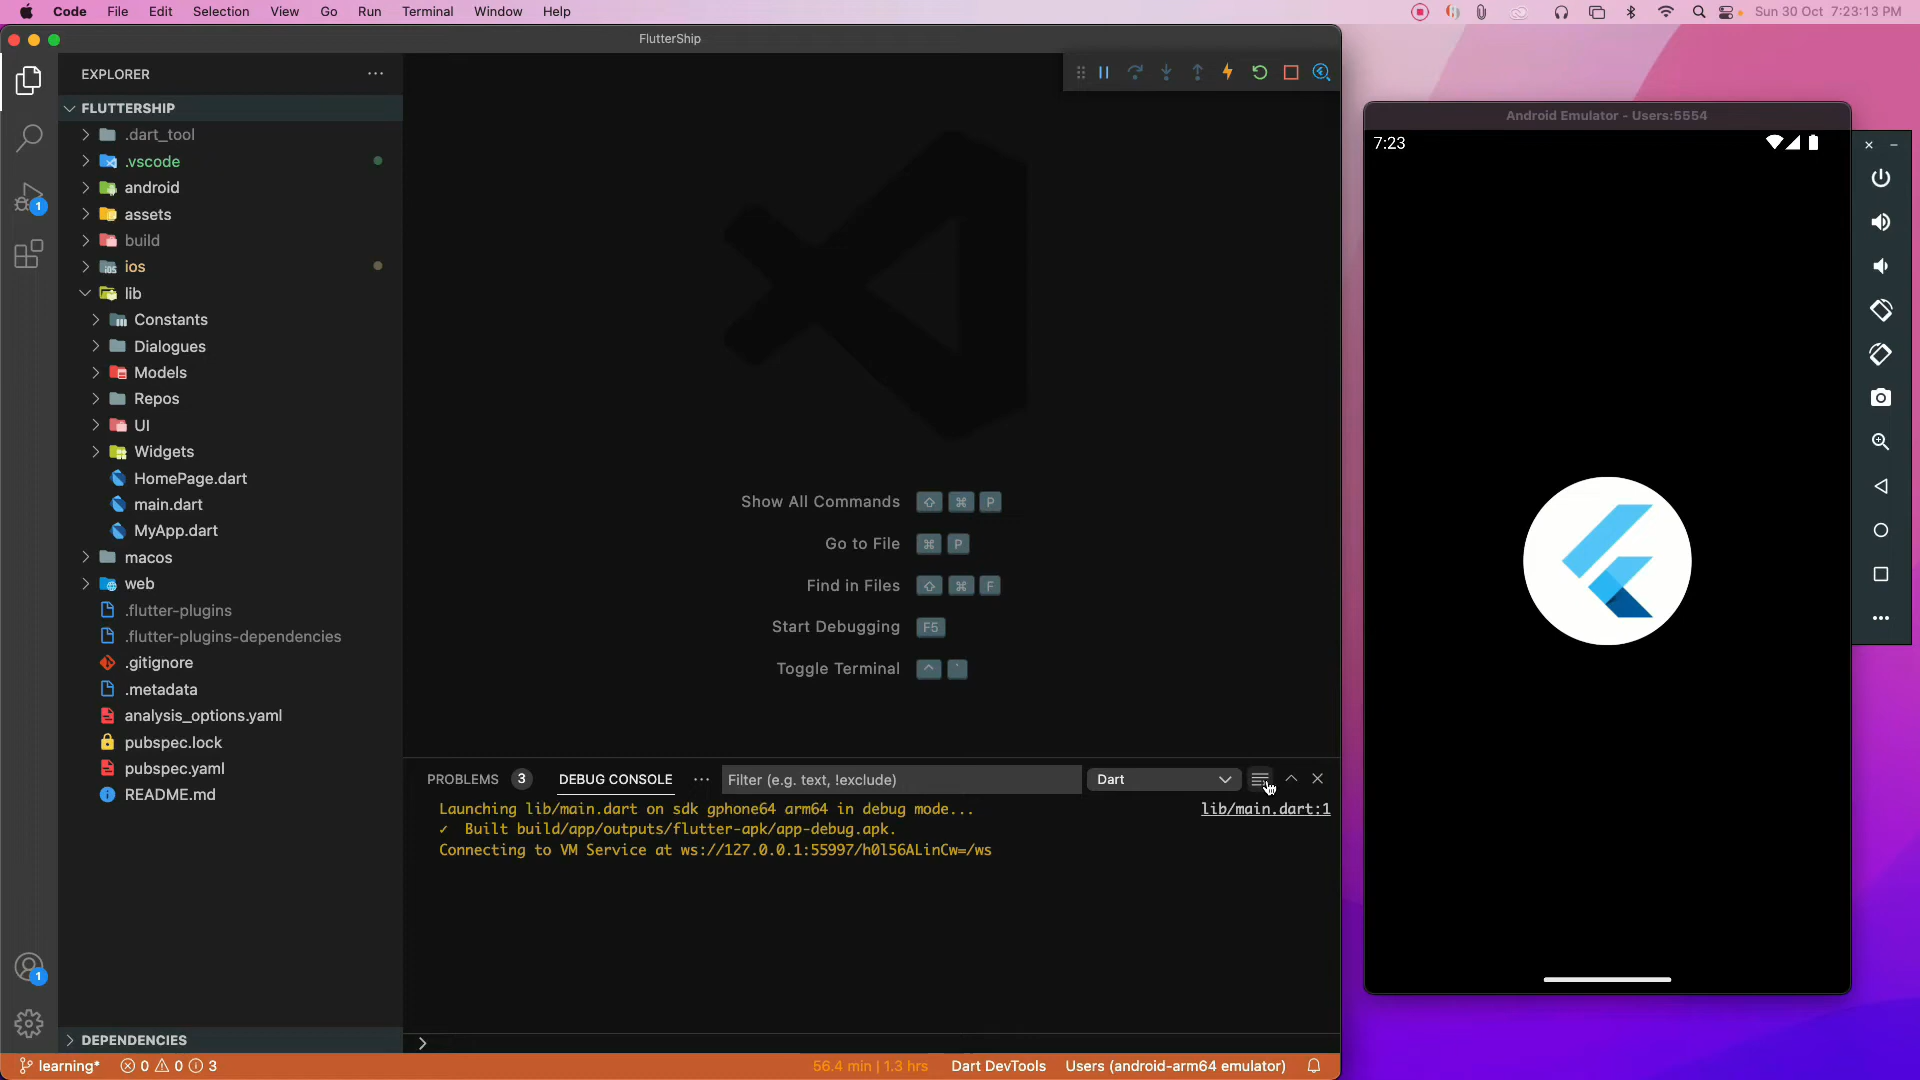 Code File Edit Selection View Go Run Terminal Window Help
Sun 30 Oct 7:23:13 PM
FlutterShip
EXPLORER
FLUTTERSHIP
.dart_tool
.vscode
android
assets
build
ios
lib
Constants
Dialogues
Models
Repos
UI
Widgets
HomePage.dart
main.dart
MyApp.dart
macos
web
.flutter-plugins
.flutter-plugins-dependencies
.gitignore
.metadata
analysis_options.yaml
pubspec.lock
pubspec.yaml
README.md
DEPENDENCIES
1
1
Show All Commands ⇧ ⌘ P
Go to File ⌘ P
Find in Files ⇧ ⌘ F
Start Debugging F5
Toggle Terminal ^ `
PROBLEMS 3 DEBUG CONSOLE ··· Filter (e.g. text, !exclude) Dart
Launching lib/main.dart on sdk gphone64 arm64 in debug mode... lib/main.dart:1
✓ Built build/app/outputs/flutter-apk/app-debug.apk.
Connecting to VM Service at ws://127.0.0.1:55997/h0l56ALinCw=/ws
learning* 0 0 3 56.4 min | 1.3 hrs Dart DevTools Users (android-arm64 emulator)
Android Emulator - Users:5554
7:23